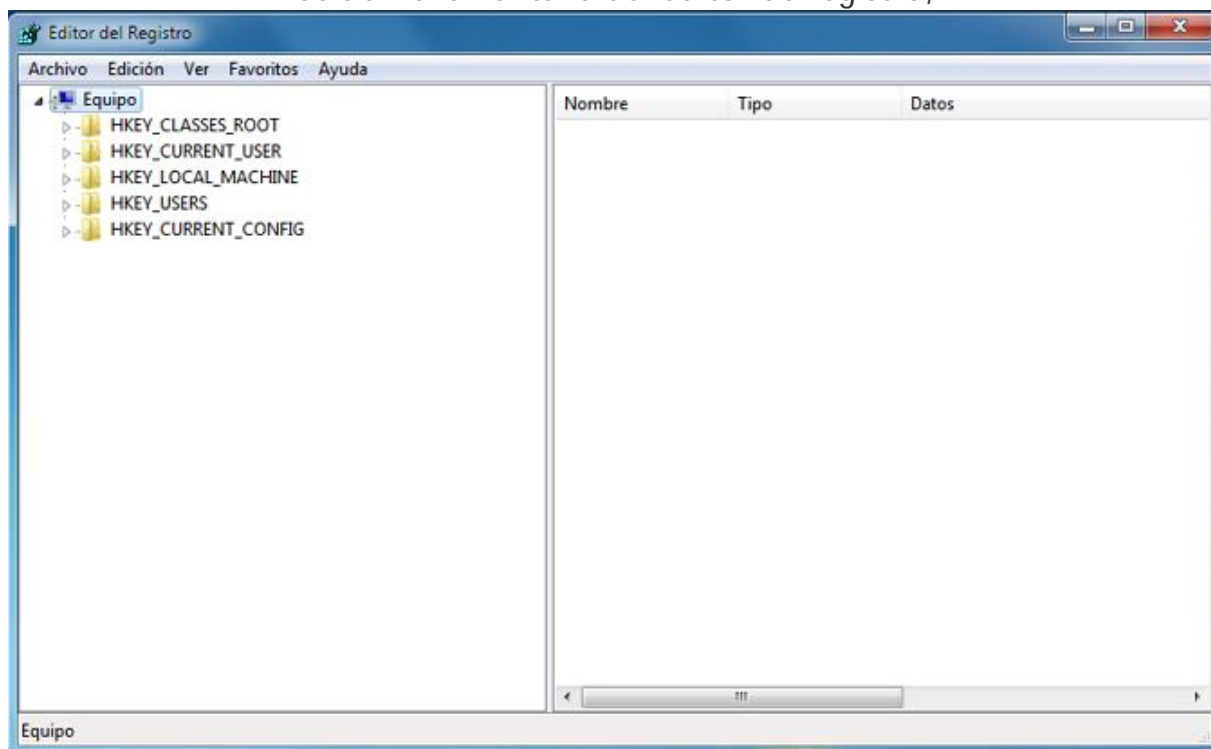 Editor del Registro
Archivo Edición Ver Favoritos Ayuda
Equipo
HKEY_CLASSES_ROOT
HKEY_CURRENT_USER
HKEY_LOCAL_MACHINE
HKEY_USERS
HKEY_CURRENT_CONFIG
Nombre Tipo Datos
Equipo